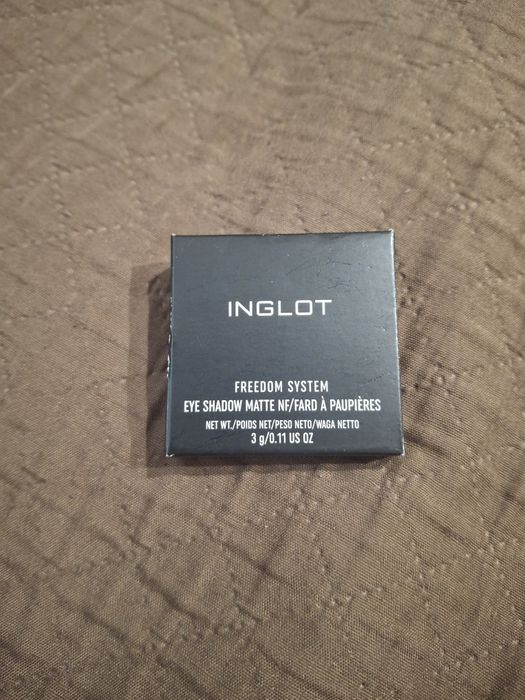 INGLOT
FREEDOM SYSTEM
EYE SHADOW MATTE NF/FARD À PAUPIÈRES
NET WT./POIDS NET/PESO NETO/WAGA NETTO
3 g/0.11 US OZ